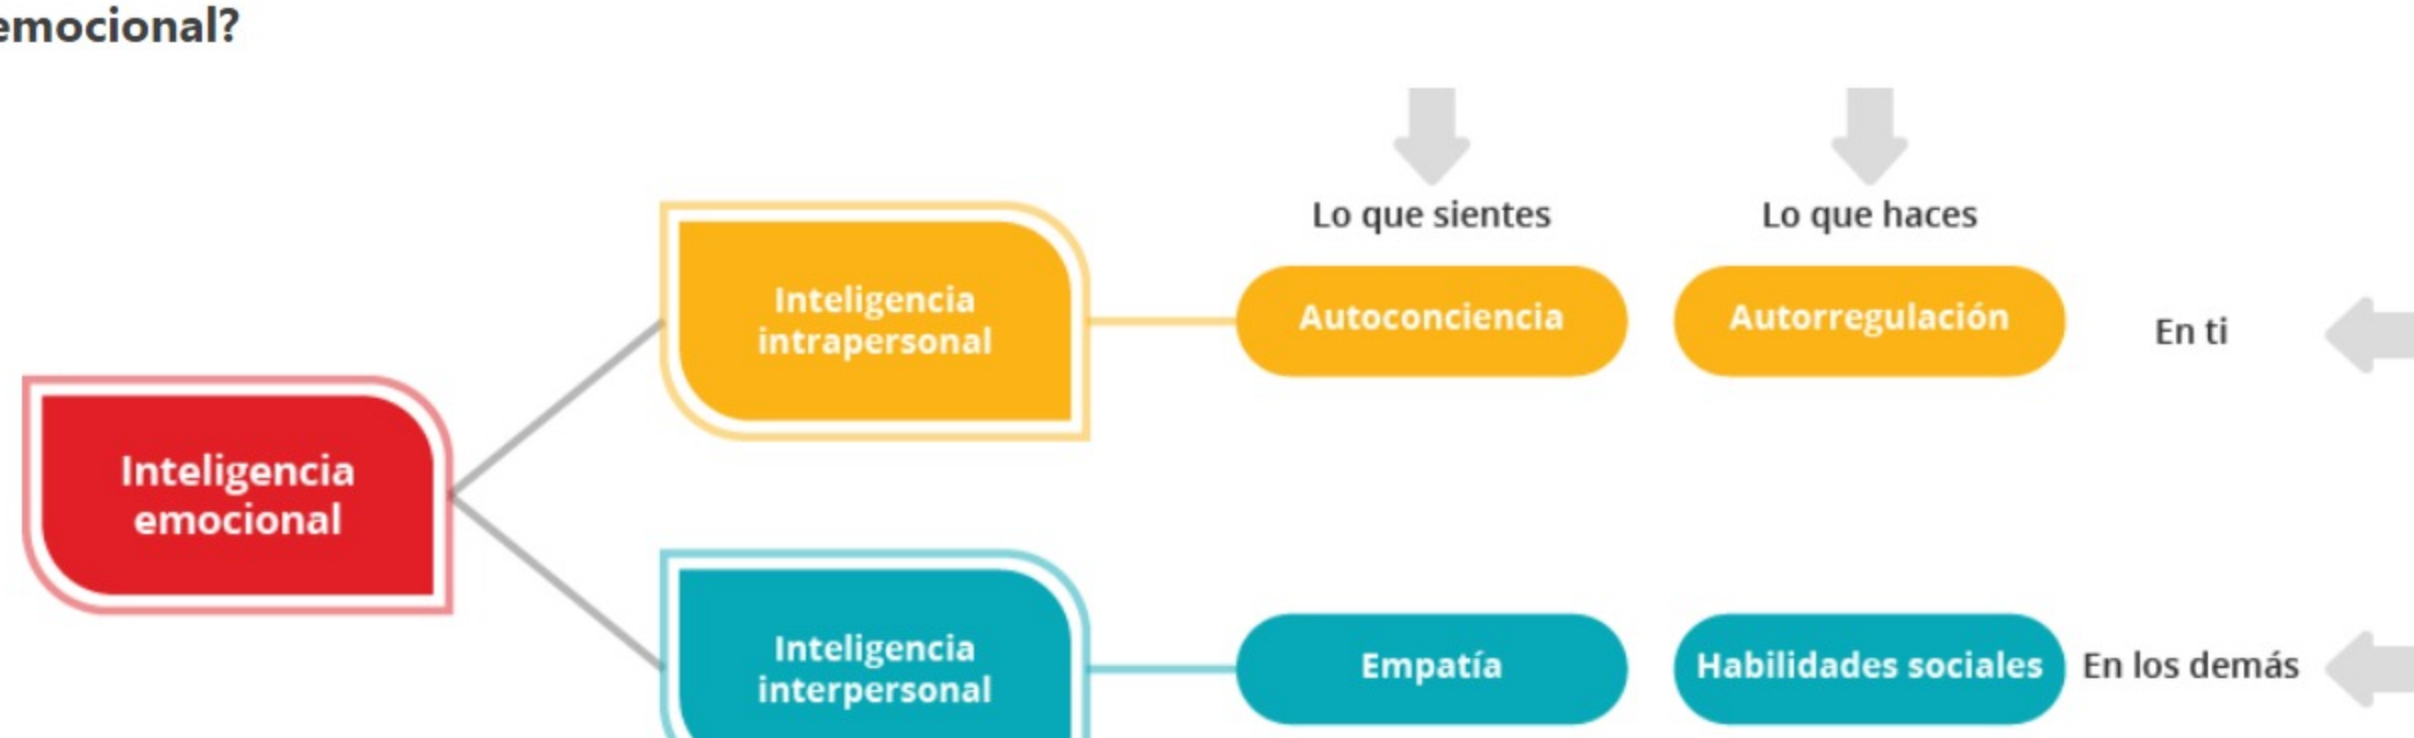 emocional?
Lo que sientes
Lo que haces
Inteligencia
intrapersonal
Autoconciencia
Autorregulación
En ti
Inteligencia
emocional
Inteligencia
interpersonal
Empatía
Habilidades sociales
En los demás